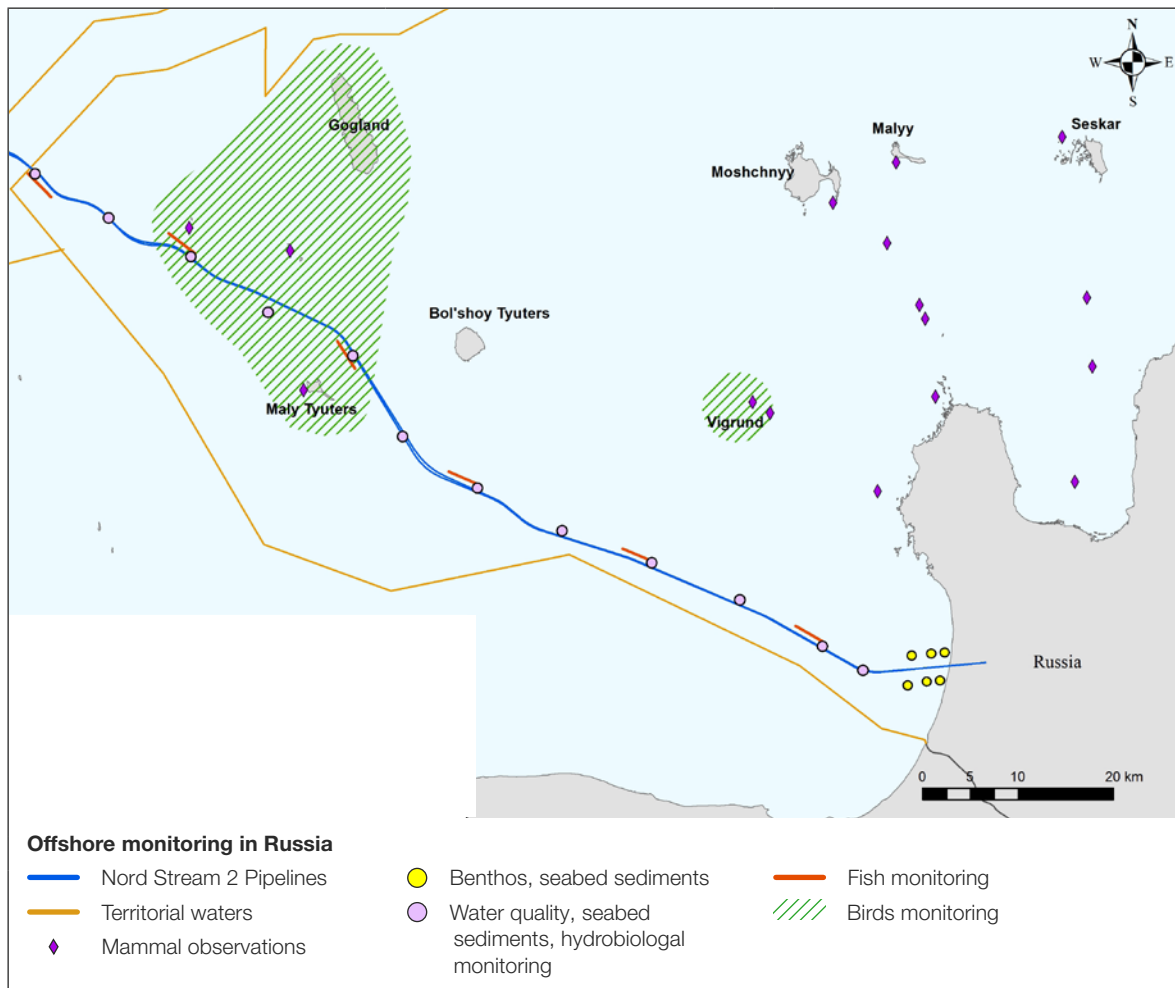 N
W E
S
Gogland
Malyy
Seskar
Moshchnyy
Bol'shoy Tyuters
Maly Tyuters
Vigrund
Russia
0 5 10 20 km
Offshore monitoring in Russia
Nord Stream 2 Pipelines
Territorial waters
Mammal observations
Benthos, seabed sediments
Water quality, seabed
sediments, hydrobiologal
monitoring
Fish monitoring
Birds monitoring